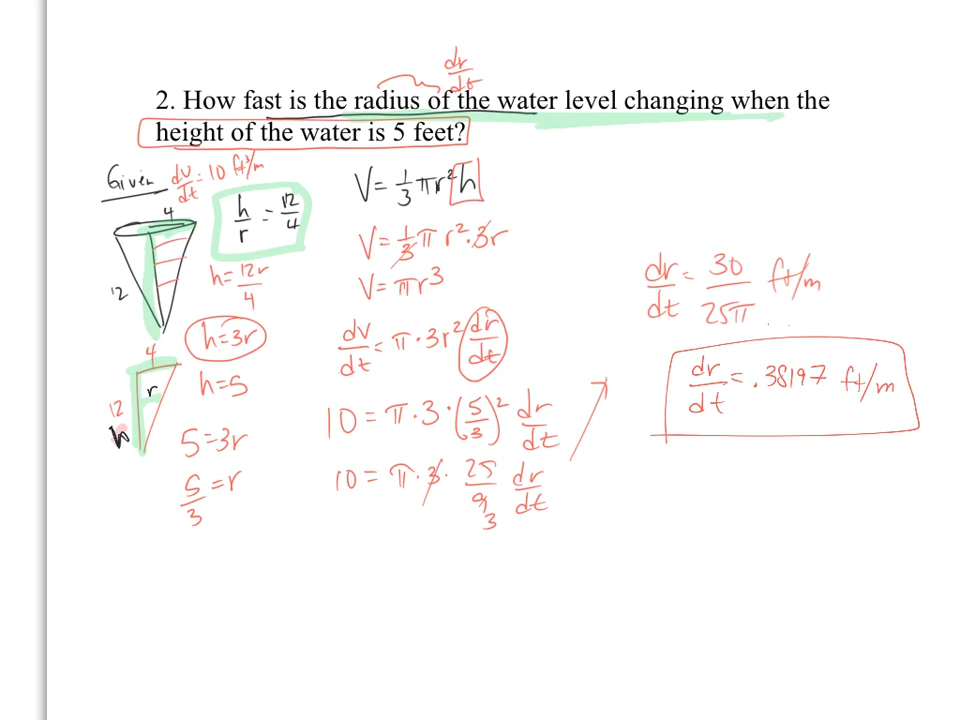 dr/dt
2. How fast is the radius of the water level changing when the
height of the water is 5 feet?
Given dv/dt = 10 ft³/m
4
12
h/r = 12/4
h = 12r/4
h = 3r
4
r
12
h
h = 5
5 = 3r
5/3 = r
V = 1/3 πr² h
V = 1/3 π r² · 3r
V = πr³
dv/dt = π · 3r² dr/dt
10 = π · 3 · (5/3)² dr/dt
10 = π · 3 · 25/9 dr/dt
3
dr/dt = 30/25π ft/m
dr/dt = .38197 ft/m